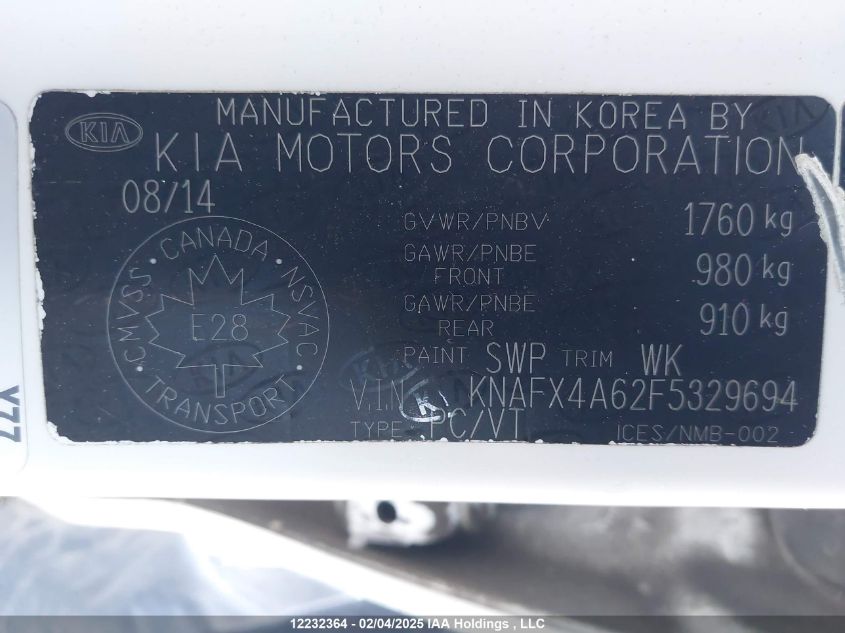 KIA
MANUFACTURED IN KOREA BY
KIA MOTORS CORPORATION
08/14
GVWR/PNBV 1760 kg
GAWR/PNBE FRONT 980 kg
GAWR/PNBE REAR 910 kg
CANADA
CMVSS NSVAC
E28
TRANSPORT
PAINT SWP TRIM WK
V.I.N. KNAFX4A62F5329694
TYPE PC/VT
ICES/NMB-002
Y77
12232364 - 02/04/2025 IAA Holdings , LLC